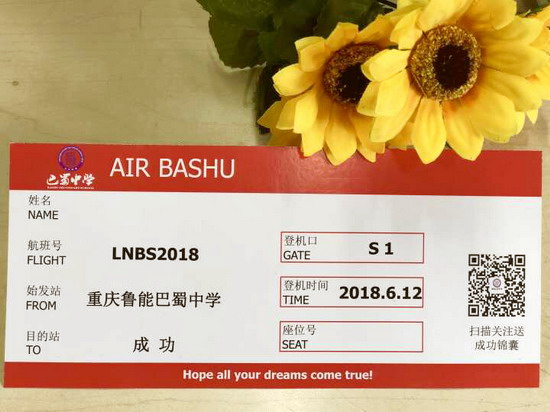 AIR BASHU
巴蜀中学
姓名
NAME
航班号
FLIGHT
LNBS2018
登机口
GATE
S 1
始发站
FROM
重庆鲁能巴蜀中学
登机时间
TIME
2018.6.12
目的站
TO
成功
座位号
SEAT
扫描关注送
成功锦囊
Hope all your dreams come true!